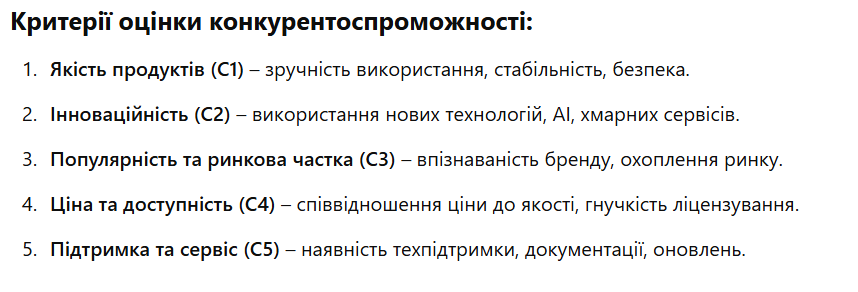 Критерії оцінки конкурентоспроможності:
1. Якість продуктів (C1) – зручність використання, стабільність, безпека.
2. Інноваційність (C2) – використання нових технологій, AI, хмарних сервісів.
3. Популярність та ринкова частка (C3) – впізнаваність бренду, охоплення ринку.
4. Ціна та доступність (C4) – співвідношення ціни до якості, гнучкість ліцензування.
5. Підтримка та сервіс (C5) – наявність техпідтримки, документації, оновлень.